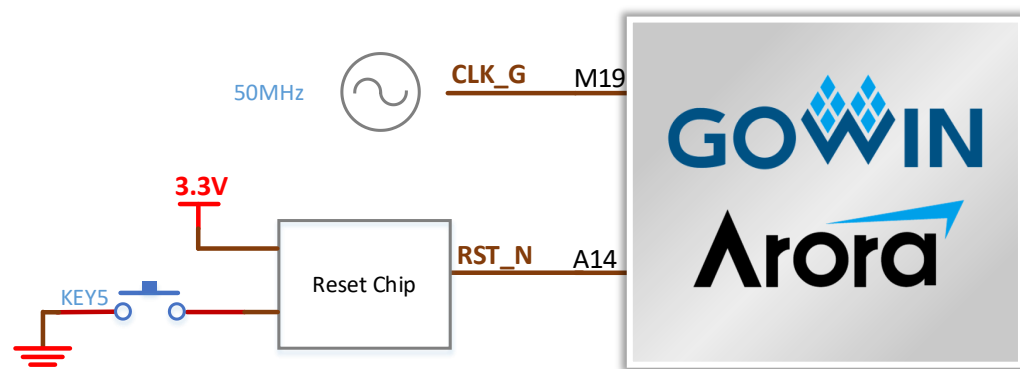 50MHz
CLK_G
M19
GOWIN
3.3V
Arora
Reset Chip
RST_N
A14
KEY5